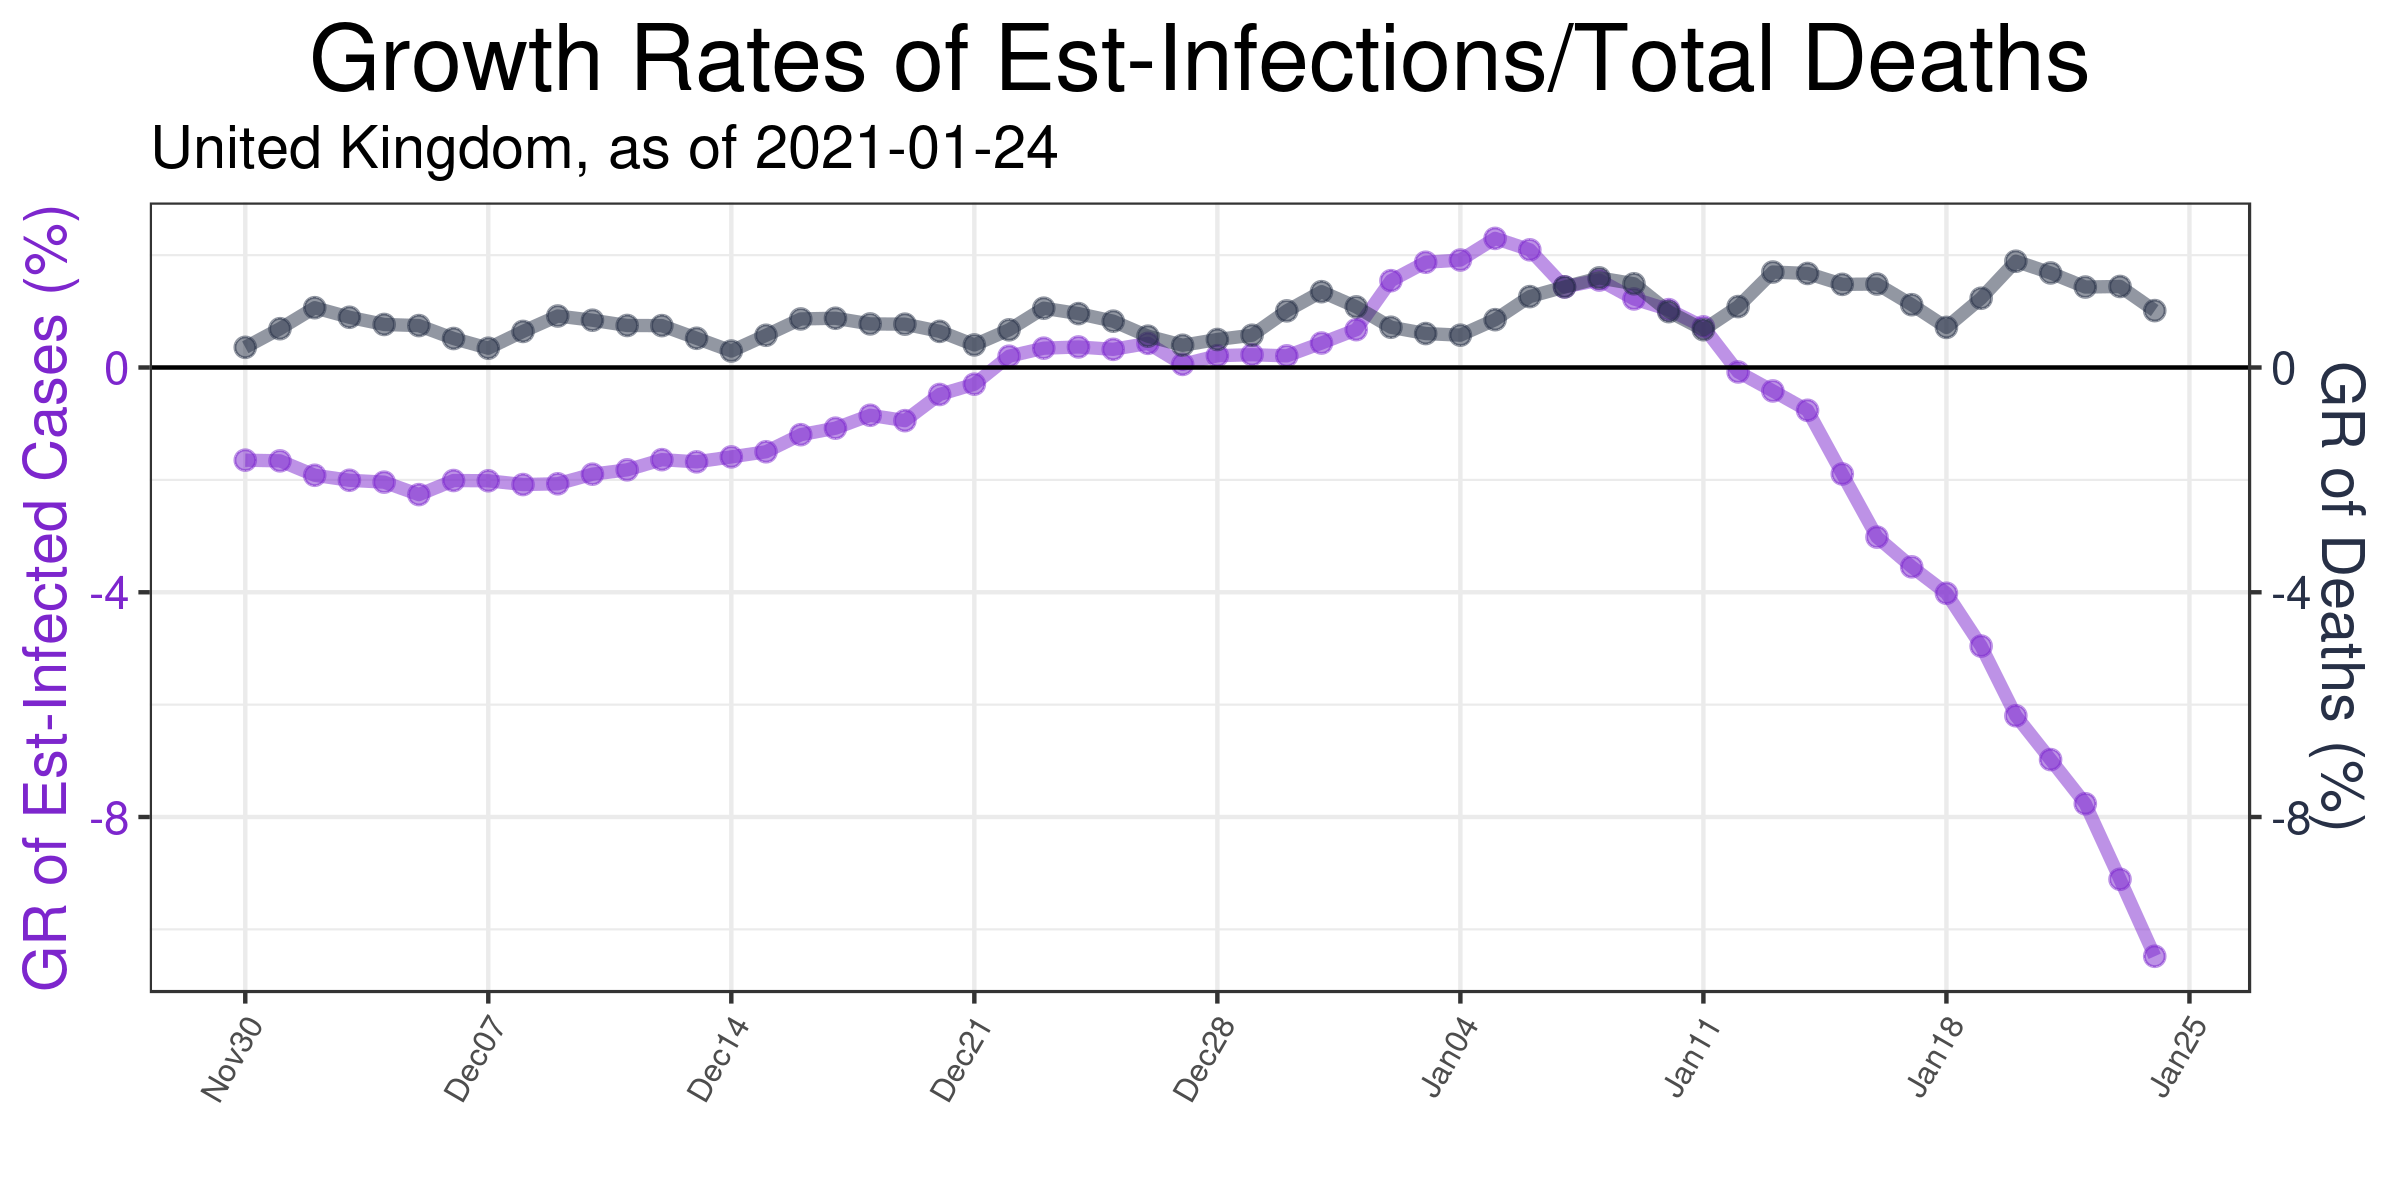 Growth Rates of Est-Infections/Total Deaths
United Kingdom, as of 2021-01-24
GR of Est-Infected Cases (%)
0
-4
-8
0
-4
-8
GR of Deaths (%)
Nov30
Dec07
Dec14
Dec21
Dec28
Jan04
Jan11
Jan18
Jan25